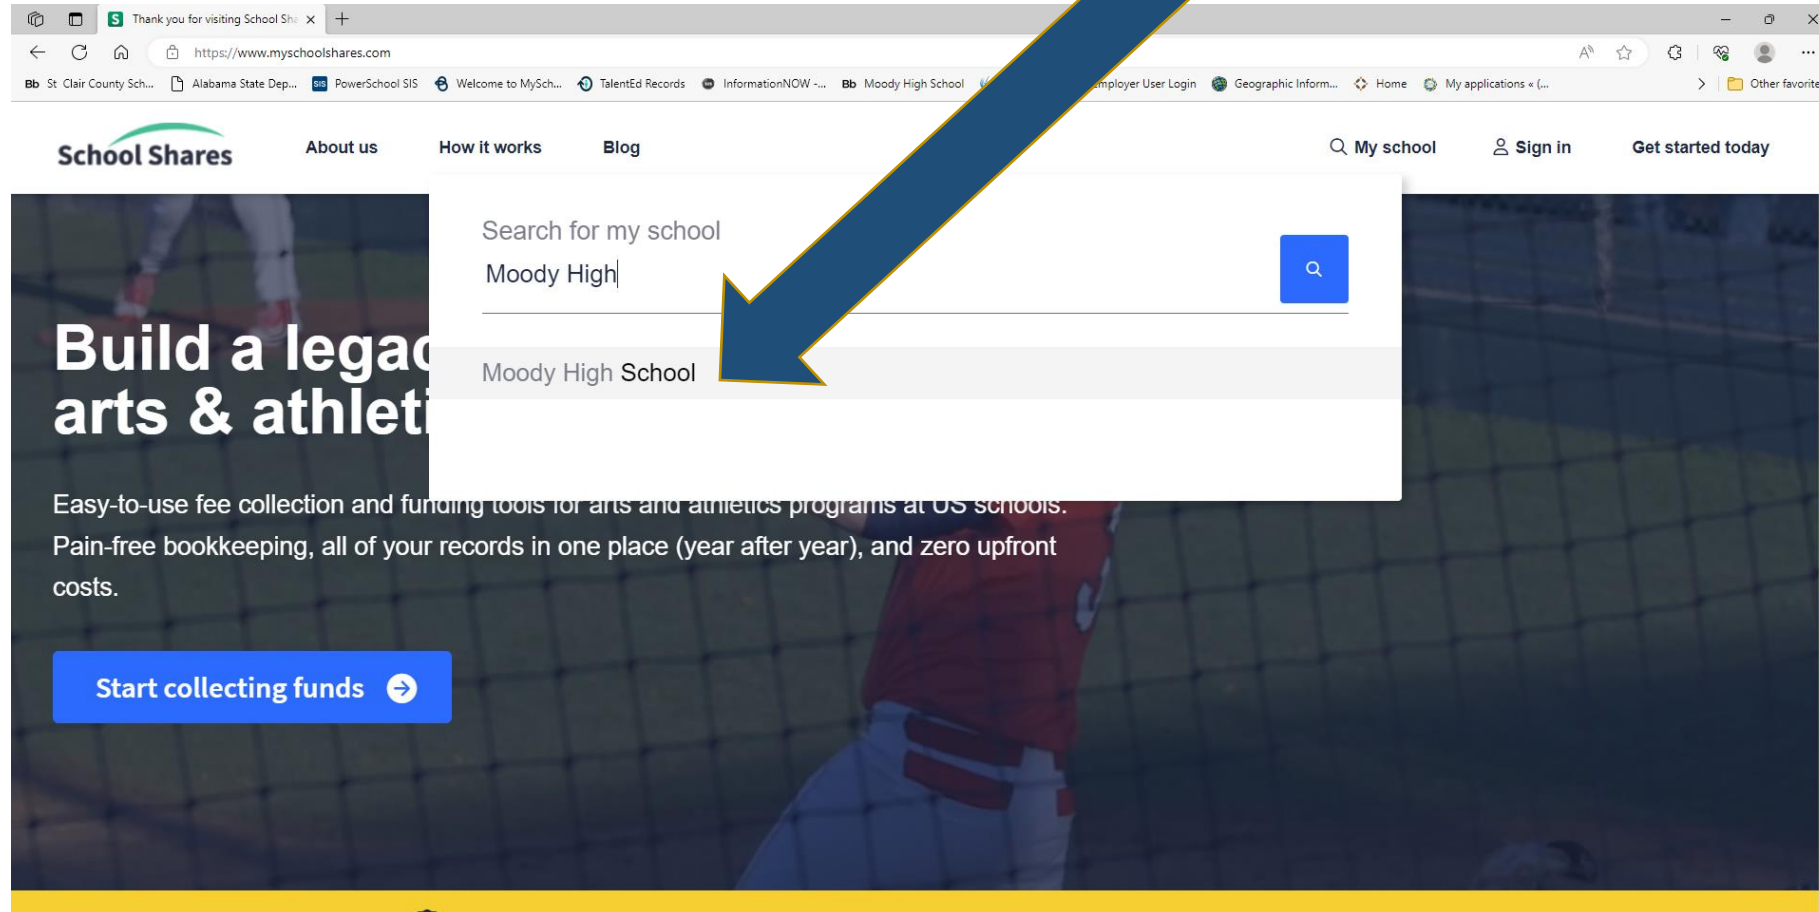 Thank you for visiting School Sha
https://www.myschoolshares.com
Bb St Clair County Sch... Alabama State Dep... SIS PowerSchool SIS Welcome to MySch... TalentEd Records InformationNOW -... Bb Moody High School Employer User Login Geographic Inform... Home My applications « (... Other favorite
School Shares About us How it works Blog My school Sign in Get started today
Search for my school
Moody High
Moody High School
Build a legac
arts & athleti
Easy-to-use fee collection and funding tools for arts and athletics programs at US schools.
Pain-free bookkeeping, all of your records in one place (year after year), and zero upfront
costs.
Start collecting funds